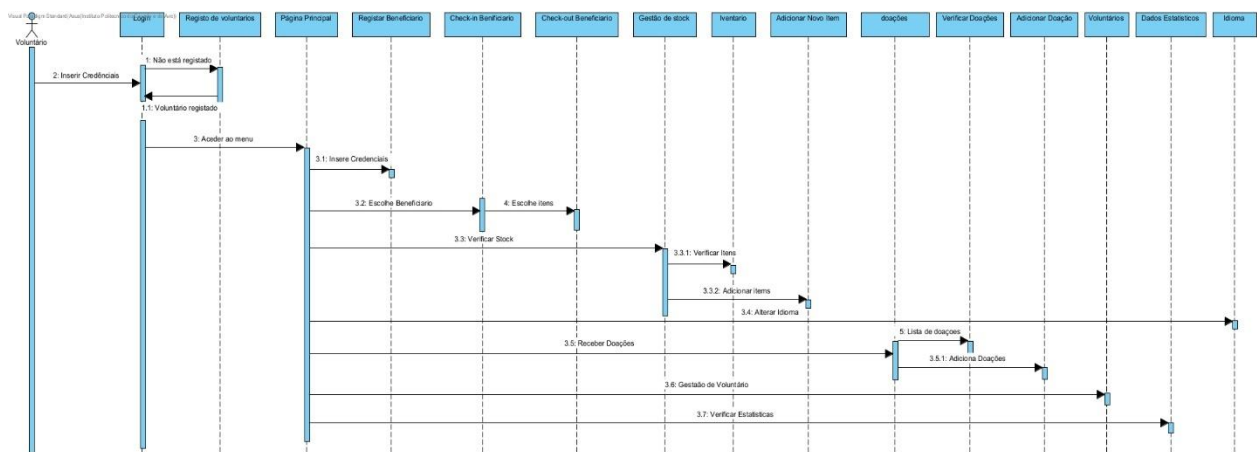 Login
Registo de voluntarios
Página Principal
Registar Beneficiario
Check-in Benificiario
Check-out Beneficiario
Gestão de stock
Iventario
Adicionar Novo Item
doações
Verificar Doações
Adicionar Doação
Voluntários
Dados Estatisticos
Idioma
Voluntário
1: Não está registado
2: Inserir Credênciais
1.1: Voluntário registado
3: Aceder ao menu
3.1: Insere Credenciais
3.2: Escolhe Beneficiario
4: Escolhe itens
3.3: Verificar Stock
3.3.1: Verificar Itens
3.3.2: Adicionar items
3.4: Alterar Idioma
5: Lista de doaçoes
3.5: Receber Doações
3.5.1: Adiciona Doações
3.6: Gestaão de Voluntário
3.7: Verificar Estatisticas